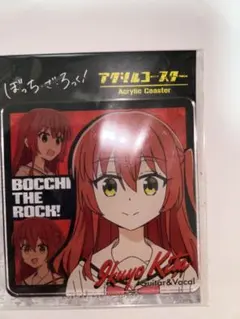 ぼっち・ざ・ろっく!
アクリルコースター
Acrylic Coaster
BOCCHI
THE
ROCK!
Ikuyo Kita
Guitar&Vocal